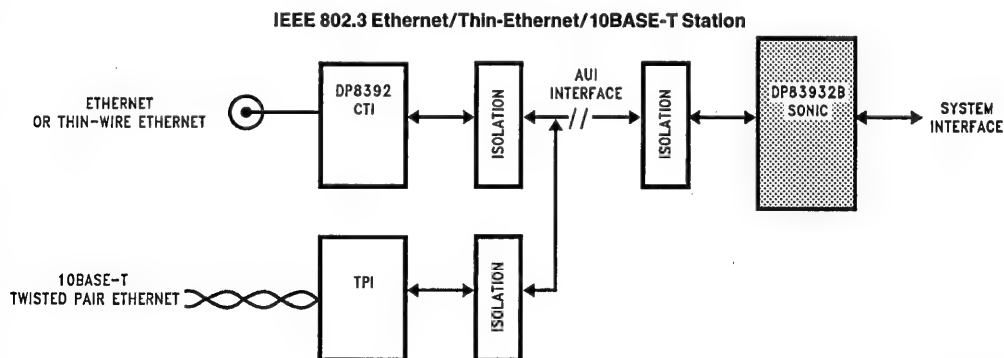 IEEE 802.3 Ethernet/Thin-Ethernet/10BASE-T Station
ETHERNET
OR THIN-WIRE ETHERNET
DP8392
CTI
ISOLATION
AUI
INTERFACE
ISOLATION
DP83932B
SONIC
SYSTEM
INTERFACE
10BASE-T
TWISTED PAIR ETHERNET
TPI
ISOLATION